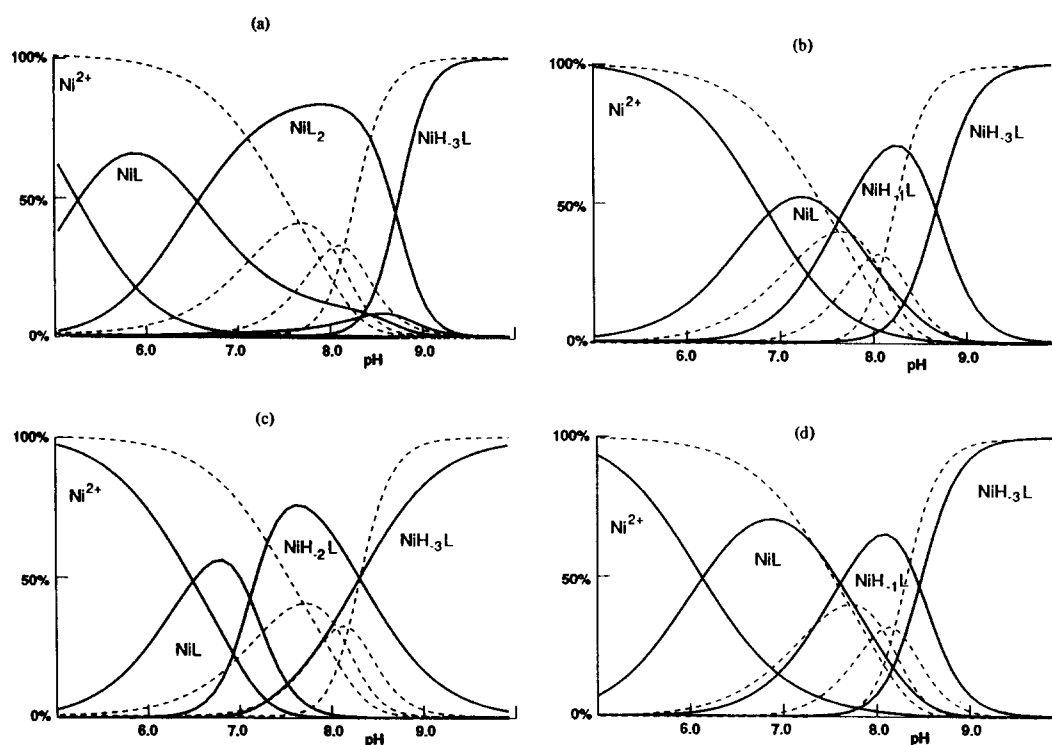 (a)
100%
Ni2+
NiL2
NiH-3L
NiL
50%
0%
6.0 7.0 8.0 9.0
pH
(b)
100%
Ni2+
NiH-3L
NiH-1L
50%
NiL
0%
6.0 7.0 8.0 9.0
pH
(c)
100%
Ni2+
NiH-2L
NiH-3L
50%
NiL
0%
6.0 7.0 8.0 9.0
pH
(d)
100%
NiH-3L
Ni2+
NiL
50%
NiH-1L
0%
6.0 7.0 8.0 9.0
pH